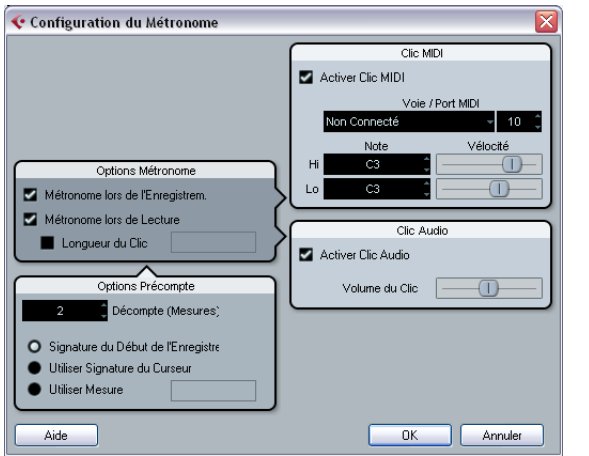 Configuration du Métronome
Clic MIDI
Activer Clic MIDI
Voie / Port MIDI
Non Connecté 10
Note Vélocité
Hi C3
Lo C3
Options Métronome
Métronome lors de l'Enregistrem.
Métronome lors de Lecture
Longueur du Clic
Clic Audio
Activer Clic Audio
Volume du Clic
Options Précompte
2 Décompte (Mesures)
Signature du Début de l'Enregistre
Utiliser Signature du Curseur
Utiliser Mesure
Aide OK Annuler